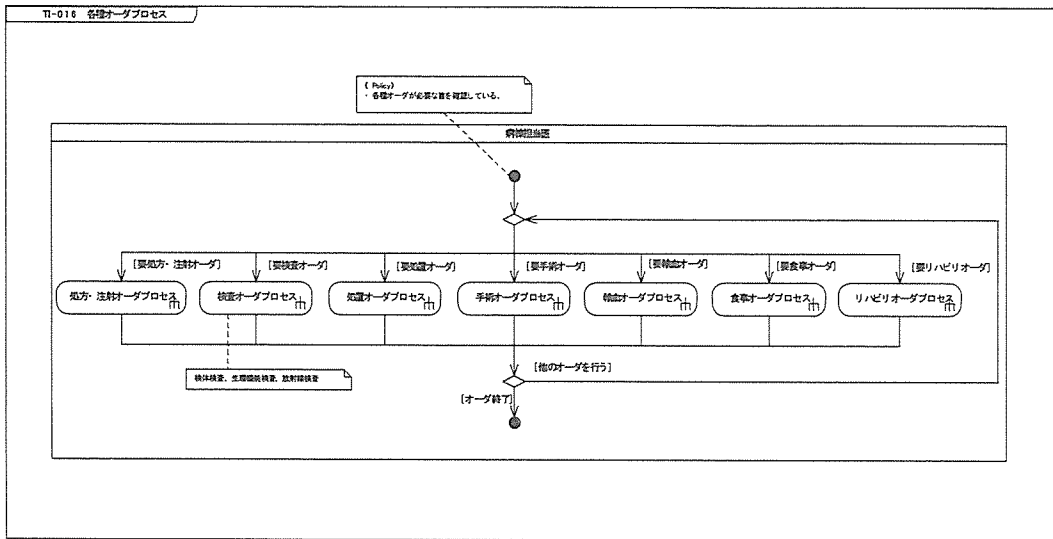 TI-016 各種オーダプロセス
{ Policy}
・各種オーダが必要な旨を確認している。
病棟担当医
[要処方・注射オーダ]
[要検査オーダ]
[要処置オーダ]
[要手術オーダ]
[要輸血オーダ]
[要食事オーダ]
[要リハビリオーダ]
処方・注射オーダプロセス
検査オーダプロセス
処置オーダプロセス
手術オーダプロセス
輸血オーダプロセス
食事オーダプロセス
リハビリオーダプロセス
[他のオーダを行う]
検体検査、生理機能検査、放射線検査
[オーダ終了]